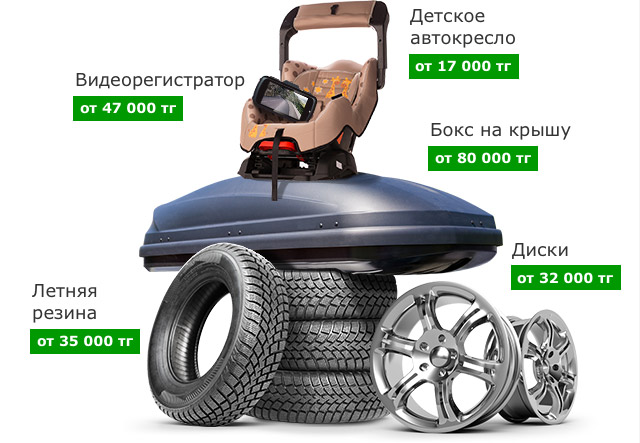 Детское
автокресло
от 17 000 тг
Видеорегистратор
от 47 000 тг
Бокс на крышу
от 80 000 тг
Диски
от 32 000 тг
Летняя
резина
от 35 000 тг